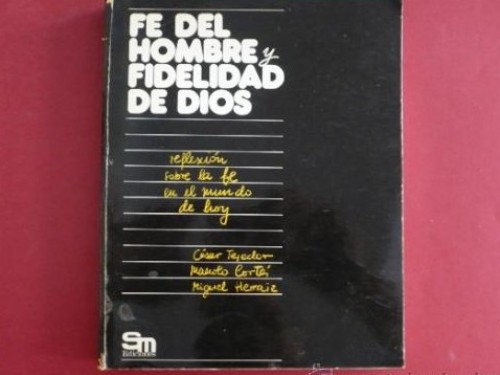 FE DEL
HOMBRE y
FIDELIDAD
DE DIOS
reflexión
sobre la fe
en el mundo
de hoy
César Tejedor
Manolo Cortés
Miguel Herraiz
Sm
Ediciones